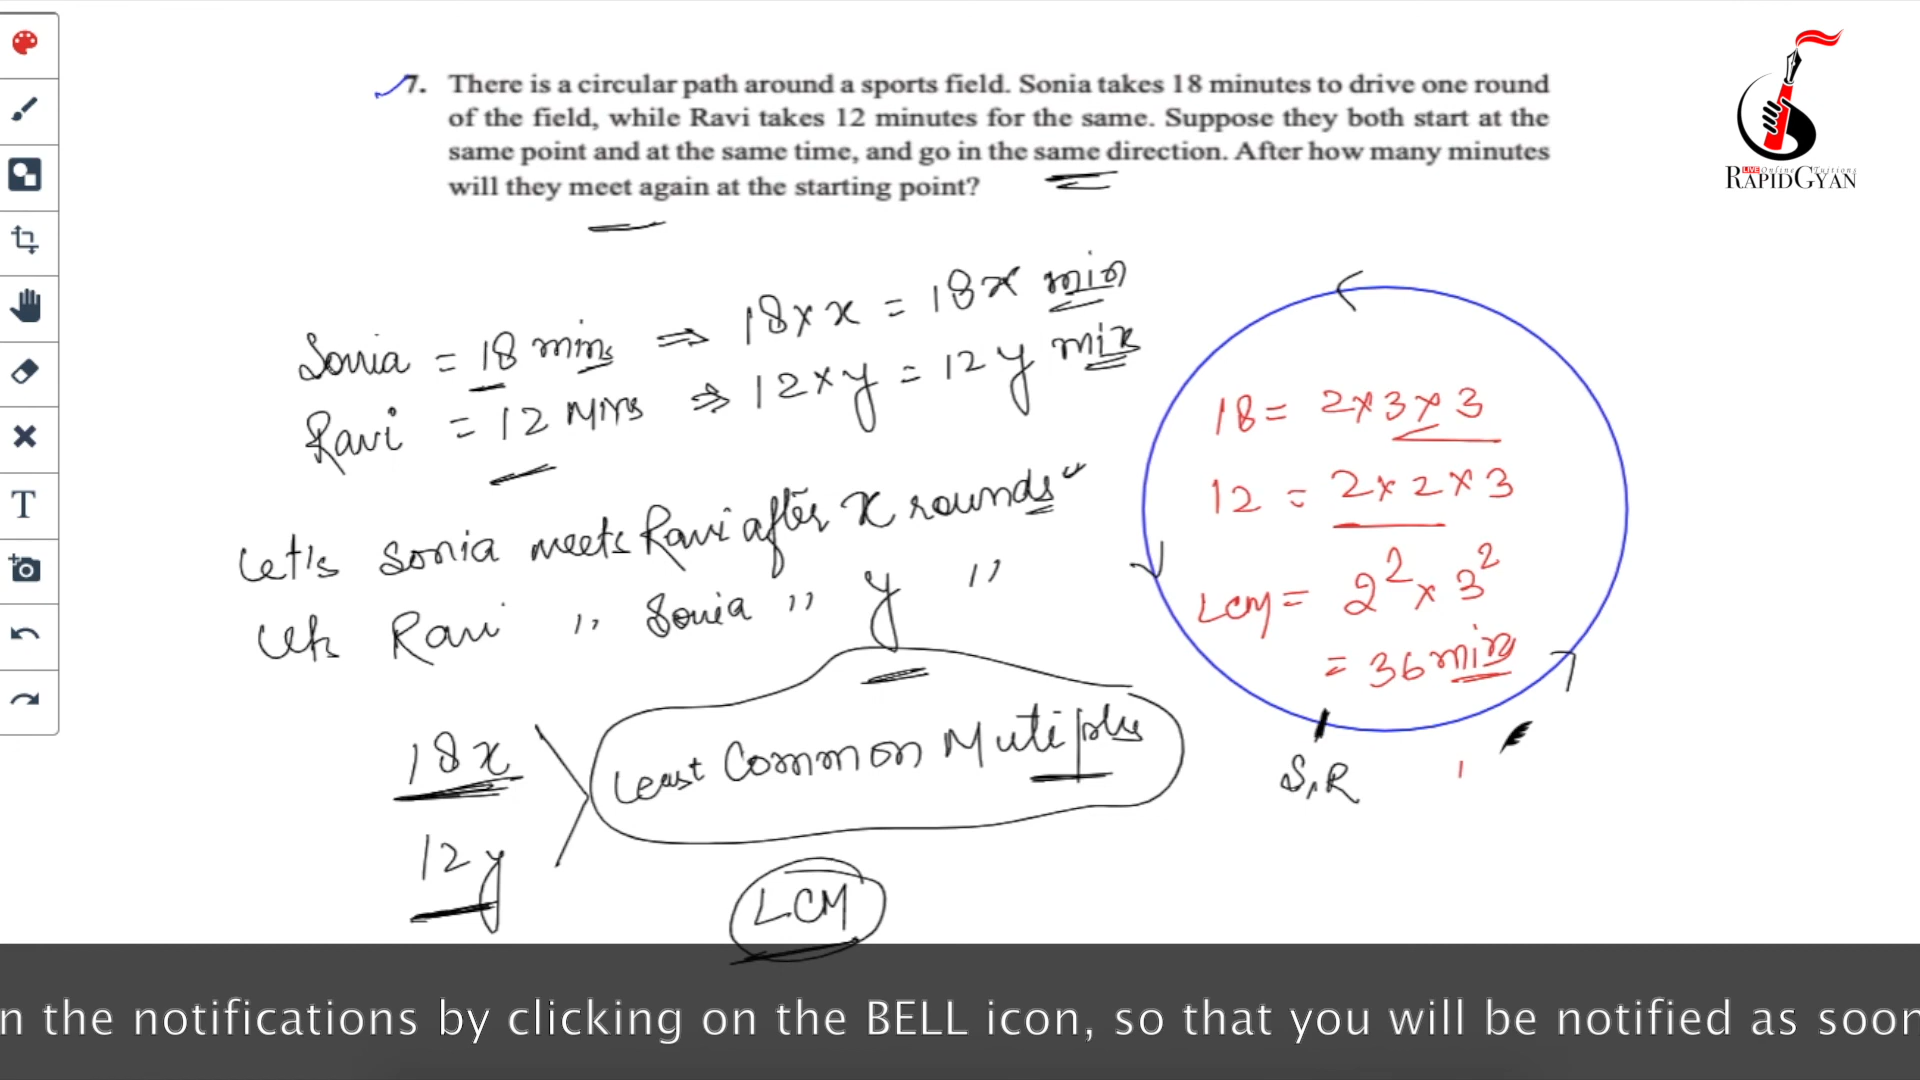 7. There is a circular path around a sports field. Sonia takes 18 minutes to drive one round
of the field, while Ravi takes 12 minutes for the same. Suppose they both start at the
same point and at the same time, and go in the same direction. After how many minutes
will they meet again at the starting point?
LIVE Online Tuitions
RAPIDGYAN
Sonia = 18 mins ⇒ 18 × x = 18x min
Ravi = 12 mins ⇒ 12 × y = 12y min
Let's Sonia meets Ravi after x rounds
Ravi " Sonia " y "
18x
12y
Least Common Mutiples
LCM
18 = 2 × 3 × 3
12 = 2 × 2 × 3
LCM = 2² × 3²
= 36 min
S, R
T
n the notifications by clicking on the BELL icon, so that you will be notified as soon